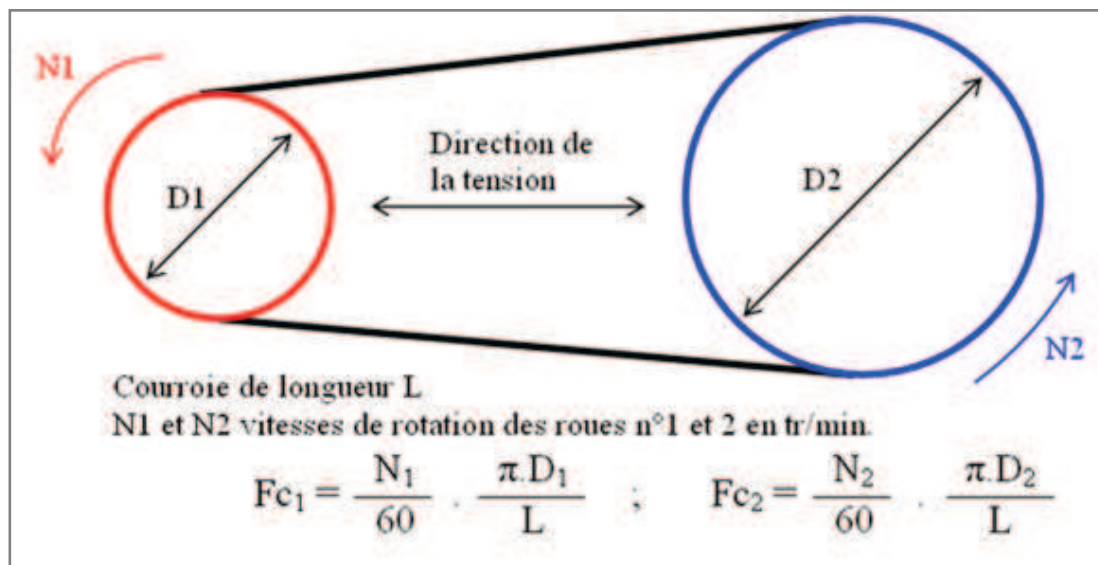 N1
D1
Direction de
la tension
D2
N2
Courroie de longueur L
N1 et N2 vitesses de rotation des roues n°1 et 2 en tr/min.
Fc₁ = N₁/60 . π.D₁/L ; Fc₂ = N₂/60 . π.D₂/L